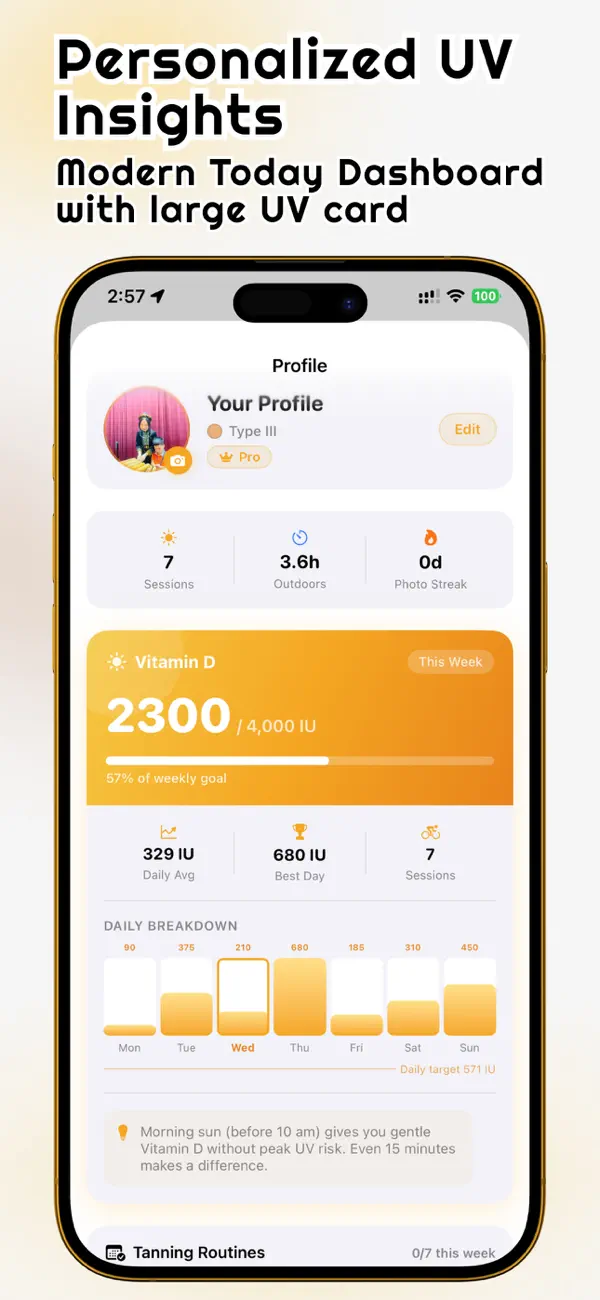 Personalized UV
Insights
Modern Today Dashboard
with large UV card
2:57
100
Profile
Your Profile
Type III
Edit
Pro
7
3.6h
0d
Sessions
Outdoors
Photo Streak
Vitamin D
This Week
2300 / 4,000 IU
57% of weekly goal
329 IU
680 IU
7
Daily Avg
Best Day
Sessions
DAILY BREAKDOWN
90 375 210 680 185 310 450
Mon Tue Wed Thu Fri Sat Sun
Daily target 571 IU
Morning sun (before 10 am) gives you gentle
Vitamin D without peak UV risk. Even 15 minutes
makes a difference.
Tanning Routines
0/7 this week